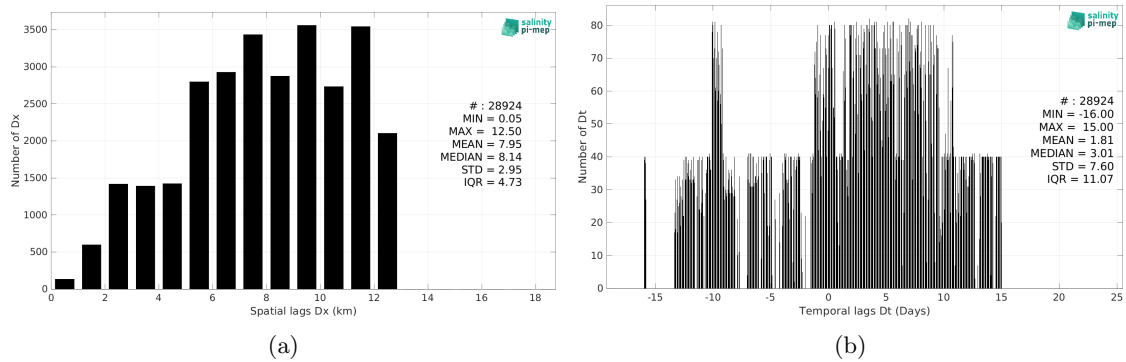 3500
3000
2500
2000
1500
1000
500
0
Number of Dx
salinity
pi-mep
# : 28924
MIN = 0.05
MAX = 12.50
MEAN = 7.95
MEDIAN = 8.14
STD = 2.95
IQR = 4.73
0 2 4 6 8 10 12 14 16 18
Spatial lags Dx (km)
(a)
80
70
60
50
40
30
20
10
0
Number of Dt
salinity
pi-mep
# : 28924
MIN = -16.00
MAX = 15.00
MEAN = 1.81
MEDIAN = 3.01
STD = 7.60
IQR = 11.07
-15 -10 -5 0 5 10 15 20 25
Temporal lags Dt (Days)
(b)